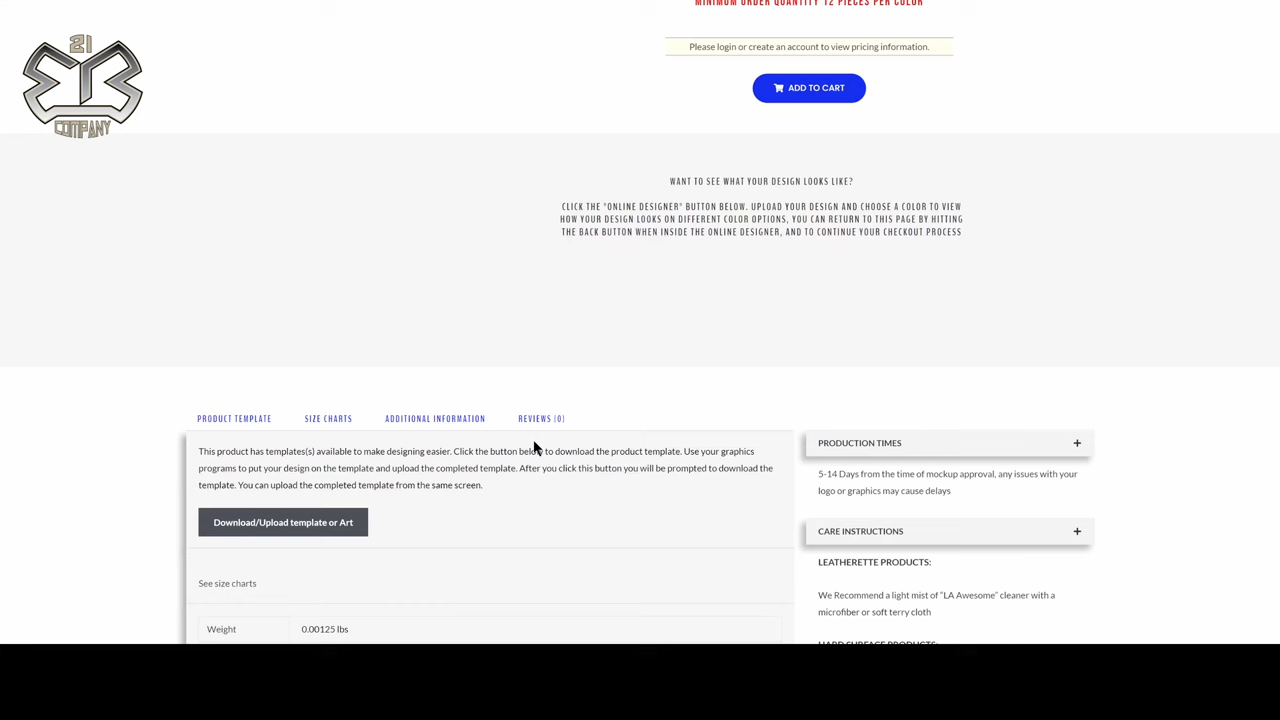 MINIMUM ORDER QUANTITY 12 PIECES PER COLOR
21
COMPANY
Please login or create an account to view pricing information.
ADD TO CART
WANT TO SEE WHAT YOUR DESIGN LOOKS LIKE?
CLICK THE "ONLINE DESIGNER" BUTTON BELOW. UPLOAD YOUR DESIGN AND CHOOSE A COLOR TO VIEW
HOW YOUR DESIGN LOOKS ON DIFFERENT COLOR OPTIONS, YOU CAN RETURN TO THIS PAGE BY HITTING
THE BACK BUTTON WHEN INSIDE THE ONLINE DESIGNER, AND TO CONTINUE YOUR CHECKOUT PROCESS
PRODUCT TEMPLATE SIZE CHARTS ADDITIONAL INFORMATION REVIEWS (0)
This product has templates(s) available to make designing easier. Click the button below to download the product template. Use your graphics
programs to put your design on the template and upload the completed template. After you click this button you will be prompted to download the
template. You can upload the completed template from the same screen.
Download/Upload template or Art
See size charts
Weight 0.00125 lbs
PRODUCTION TIMES +
5-14 Days from the time of mockup approval, any issues with your
logo or graphics may cause delays
CARE INSTRUCTIONS +
LEATHERETTE PRODUCTS:
We Recommend a light mist of "LA Awesome" cleaner with a
microfiber or soft terry cloth
HARD SURFACE PRODUCTS: